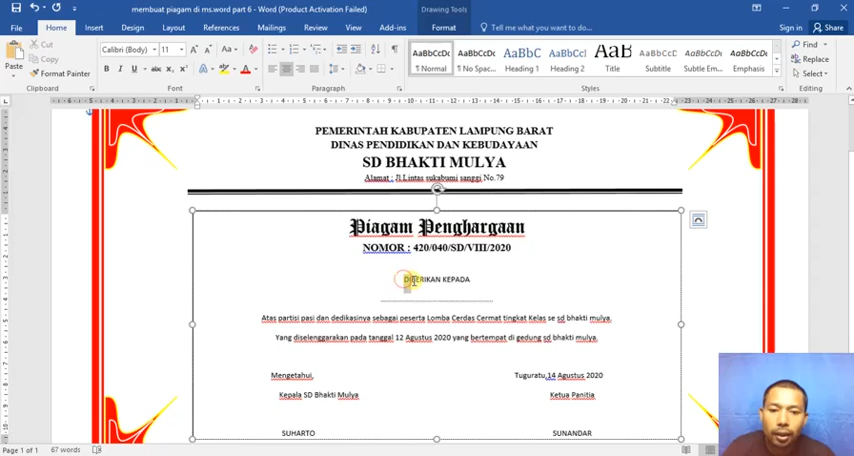 membuat piagam di ms.word part 6 - Word (Product Activation Failed)
Drawing Tools
File Home Insert Design Layout References Mailings Review View Add-ins Format Tell me what you want to do... Sign in Share
Paste
Cut
Copy
Format Painter
Clipboard
Calibri (Body) 11
Font
Paragraph
AaBbCcDc AaBbCcDc AaBbC AaBbCc AaB AaBbCcD AaBbCcDc AaBbCcDc
¶ Normal ¶ No Spac... Heading 1 Heading 2 Title Subtitle Subtle Em... Emphasis
Styles
Find
Replace
Select
Editing
PEMERINTAH KABUPATEN LAMPUNG BARAT
DINAS PENDIDIKAN DAN KEBUDAYAAN
SD BHAKTI MULYA
Alamat : Jl.Lintas sukabumi sanggi No.79
Piagam Penghargaan
NOMOR : 420/040/SD/VIII/2020
DIBERIKAN KEPADA
Atas partisi pasi dan dedikasinya sebagai peserta Lomba Cerdas Cermat tingkat Kelas se sd bhakti mulya.
Yang diselenggarakan pada tanggal 12 Agustus 2020 yang bertempat di gedung sd bhakti mulya.
Mengetahui, Tuguratu,14 Agustus 2020
Kepala SD Bhakti Mulya Ketua Panitia
SUHARTO SUNANDAR
Page 1 of 1 67 words